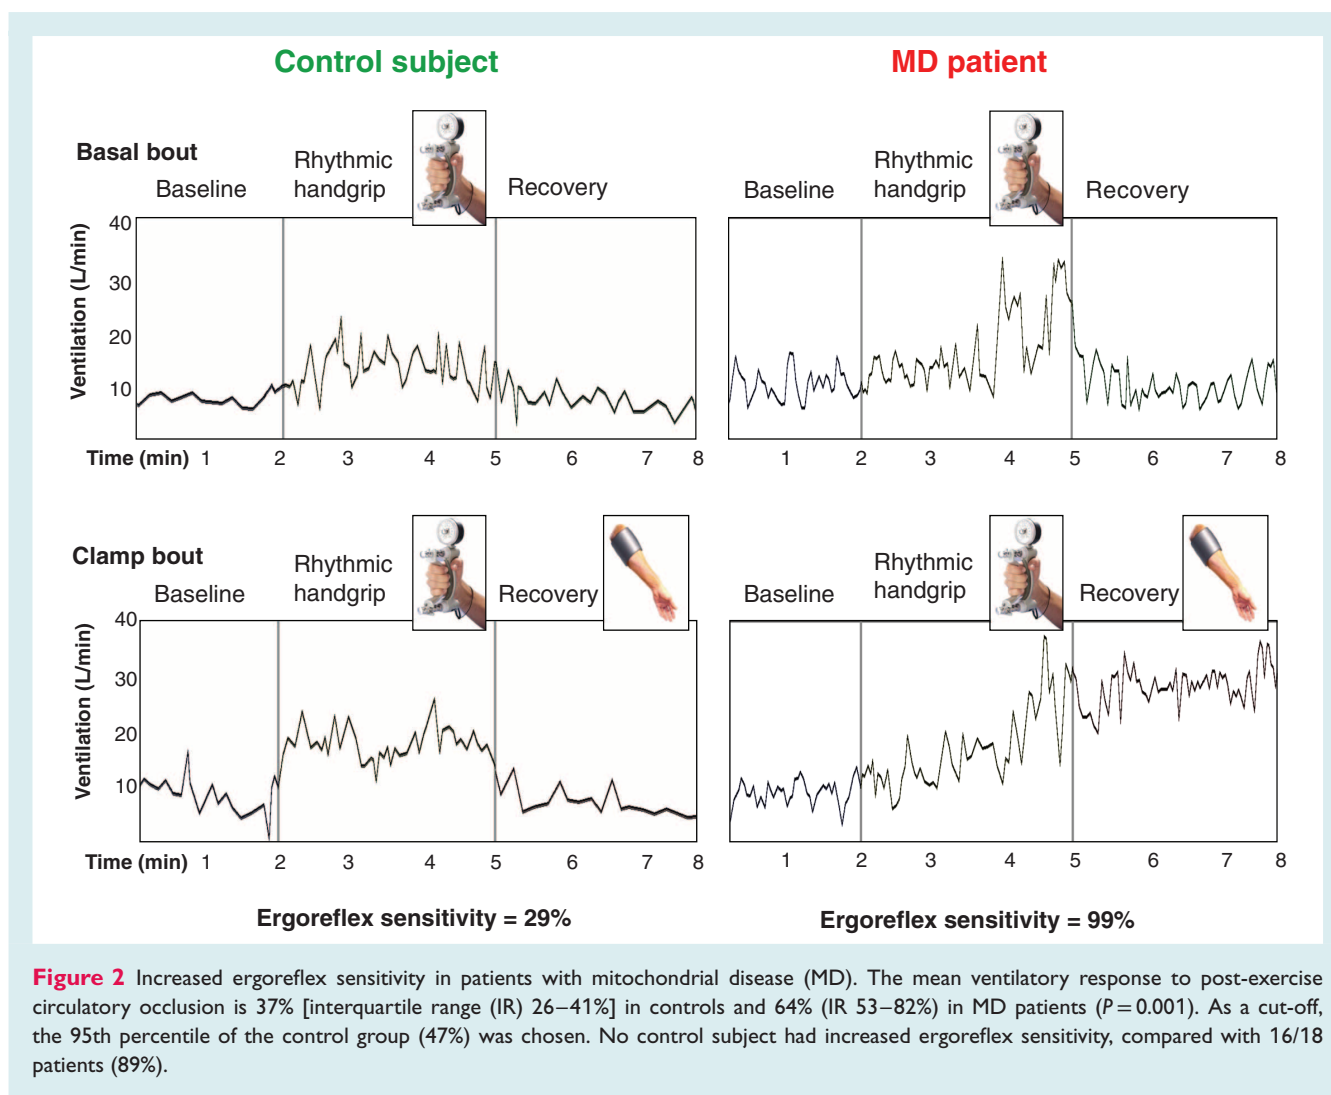 Control subject
MD patient
Basal bout
Baseline
Rhythmic
handgrip
Recovery
Baseline
Rhythmic
handgrip
Recovery
Ventilation (L/min)
40
30
20
10
Time (min) 1 2 3 4 5 6 7 8
1 2 3 4 5 6 7 8
Clamp bout
Baseline
Rhythmic
handgrip
Recovery
Baseline
Rhythmic
handgrip
Recovery
Ventilation (L/min)
40
30
20
10
Time (min) 1 2 3 4 5 6 7 8
1 2 3 4 5 6 7 8
Ergoreflex sensitivity = 29%
Ergoreflex sensitivity = 99%
Figure 2 Increased ergoreflex sensitivity in patients with mitochondrial disease (MD). The mean ventilatory response to post-exercise
circulatory occlusion is 37% [interquartile range (IR) 26–41%] in controls and 64% (IR 53–82%) in MD patients (P = 0.001). As a cut-off,
the 95th percentile of the control group (47%) was chosen. No control subject had increased ergoreflex sensitivity, compared with 16/18
patients (89%).